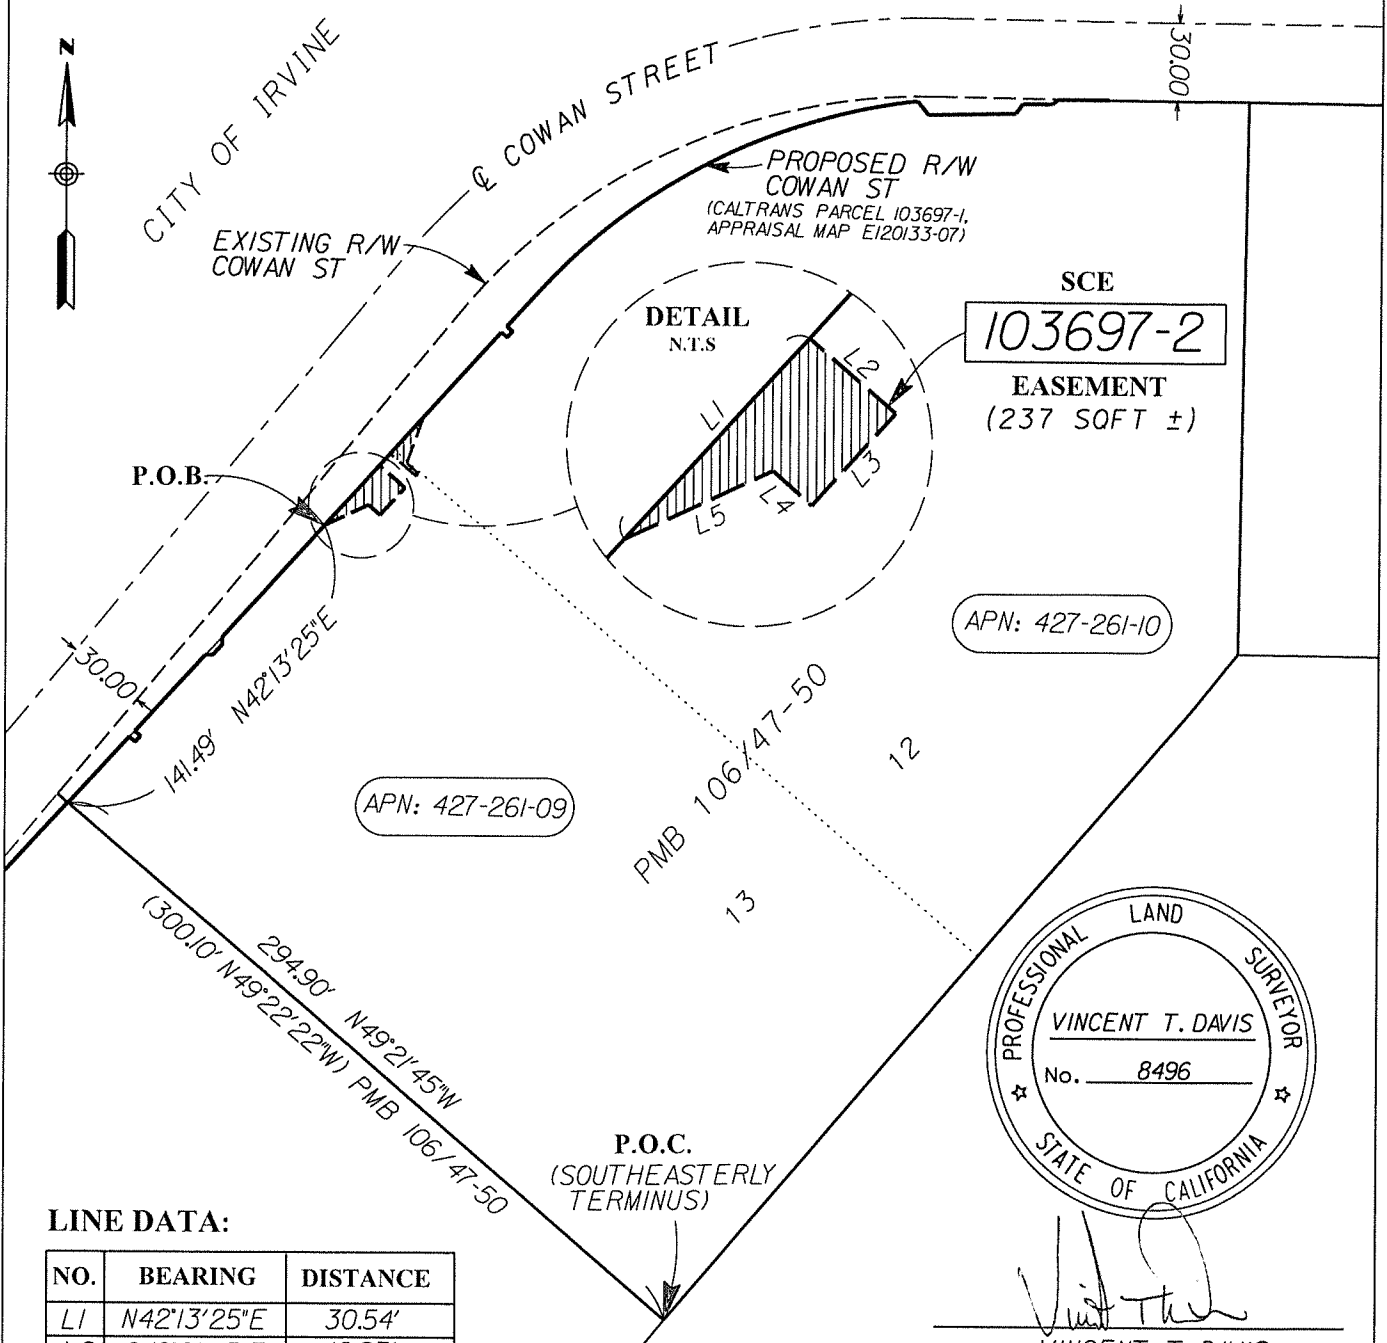 N
CITY OF IRVINE
℄ COWAN STREET
30.00
EXISTING R/W
COWAN ST
PROPOSED R/W
COWAN ST
(CALTRANS PARCEL 103697-1,
APPRAISAL MAP E120133-07)
DETAIL
N.T.S
SCE
103697-2
EASEMENT
(237 SQFT ±)
L1
L2
L3
L4
L5
P.O.B.
30.00
141.49' N42°13'25"E
APN: 427-261-10
APN: 427-261-09
PMB 106/47-50
12
13
294.90' N49°21'45"W
(300.10' N49°22'22"W) PMB 106/47-50
P.O.C.
(SOUTHEASTERLY
TERMINUS)
PROFESSIONAL LAND SURVEYOR
VINCENT T. DAVIS
No. 8496
STATE OF CALIFORNIA
LINE DATA:
NO. BEARING DISTANCE
L1 N42°13'25"E 30.54'
VINCENT T. DAVIS